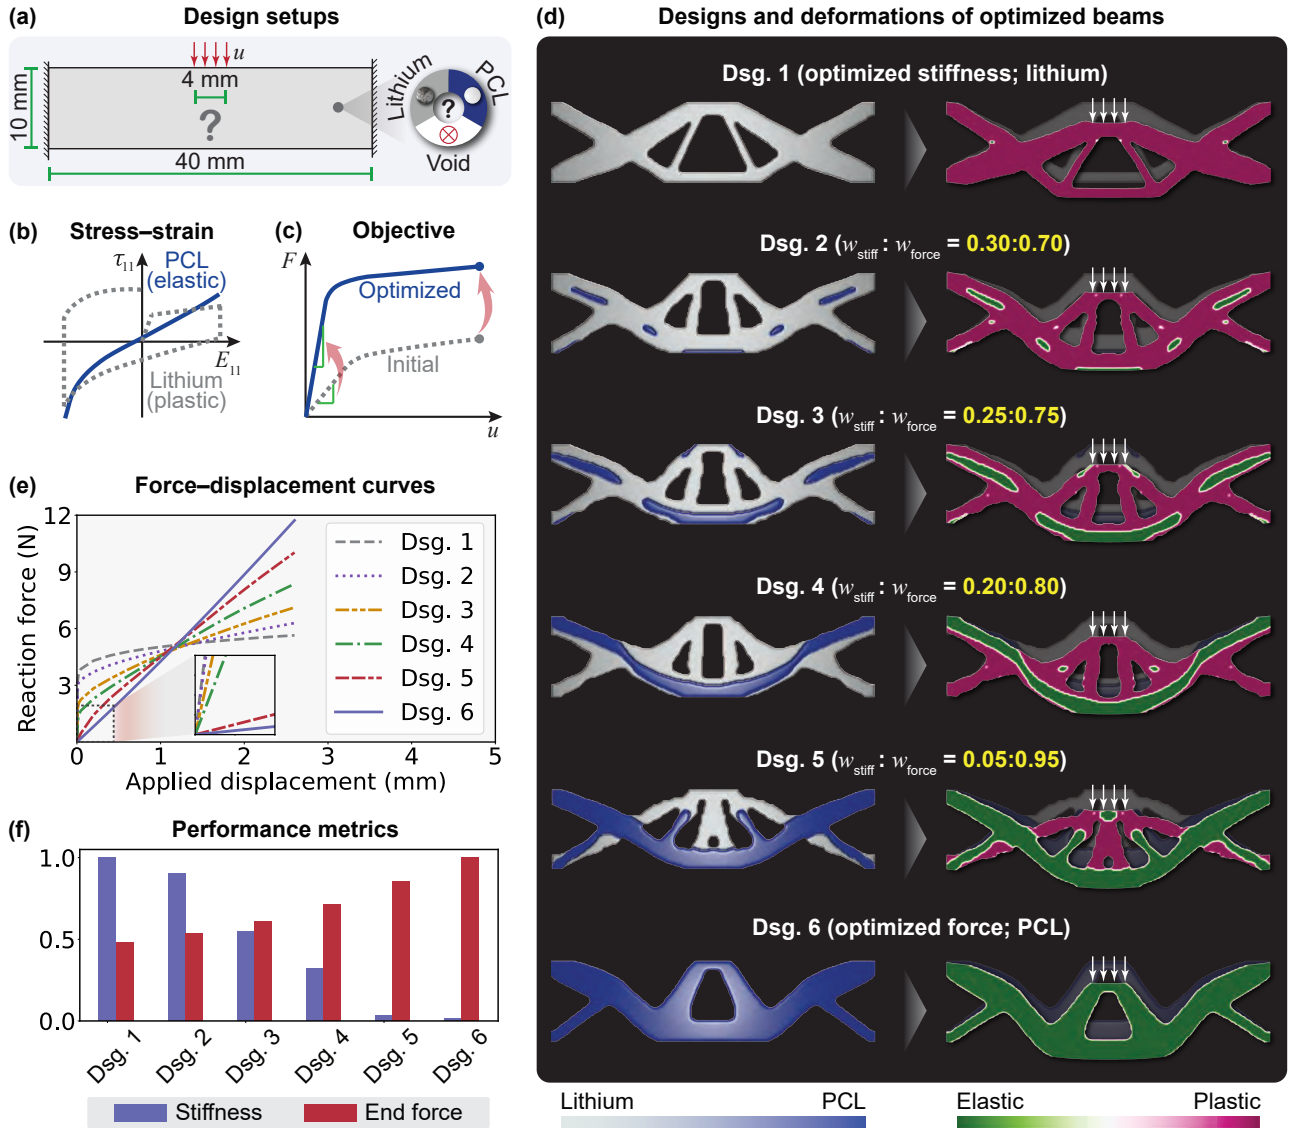 (a) Design setups
u
4 mm
10 mm
?
40 mm
Lithium
PCL
?
Void
(b) Stress–strain
τ11
PCL
(elastic)
E11
Lithium
(plastic)
(c) Objective
F
Optimized
Initial
u
(e) Force–displacement curves
Reaction force (N)
12
9
6
3
0 1 2 3 4 5
Applied displacement (mm)
Dsg. 1
Dsg. 2
Dsg. 3
Dsg. 4
Dsg. 5
Dsg. 6
(f) Performance metrics
1.0
0.5
0.0
Dsg. 1 Dsg. 2 Dsg. 3 Dsg. 4 Dsg. 5 Dsg. 6
Stiffness End force
(d) Designs and deformations of optimized beams
Dsg. 1 (optimized stiffness; lithium)
Dsg. 2 (wstiff : wforce = 0.30:0.70)
Dsg. 3 (wstiff : wforce = 0.25:0.75)
Dsg. 4 (wstiff : wforce = 0.20:0.80)
Dsg. 5 (wstiff : wforce = 0.05:0.95)
Dsg. 6 (optimized force; PCL)
Lithium PCL
Elastic Plastic